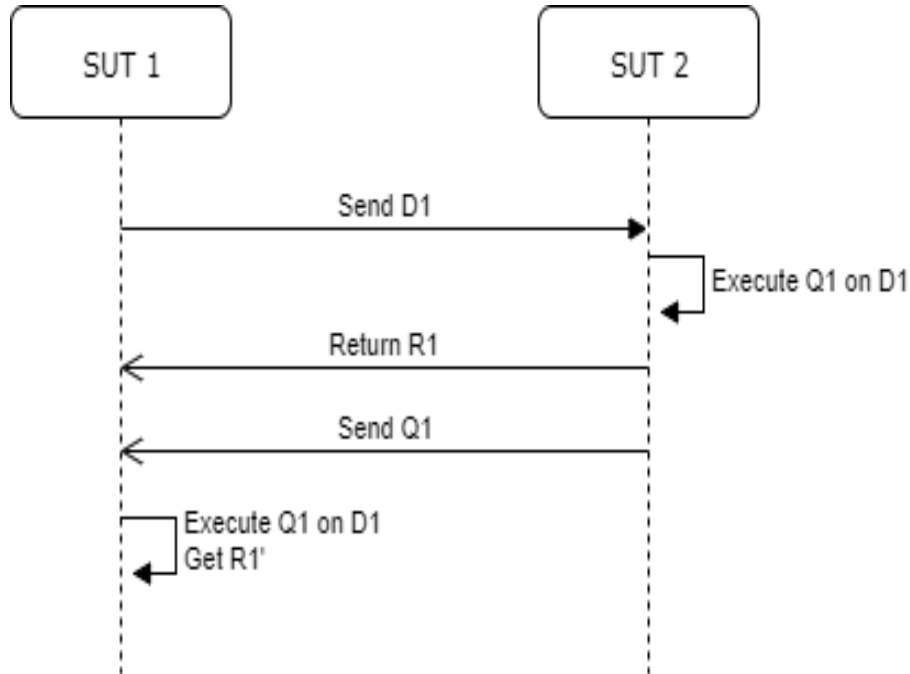 SUT 1
SUT 2
Send D1
Execute Q1 on D1
Return R1
Send Q1
Execute Q1 on D1
Get R1'